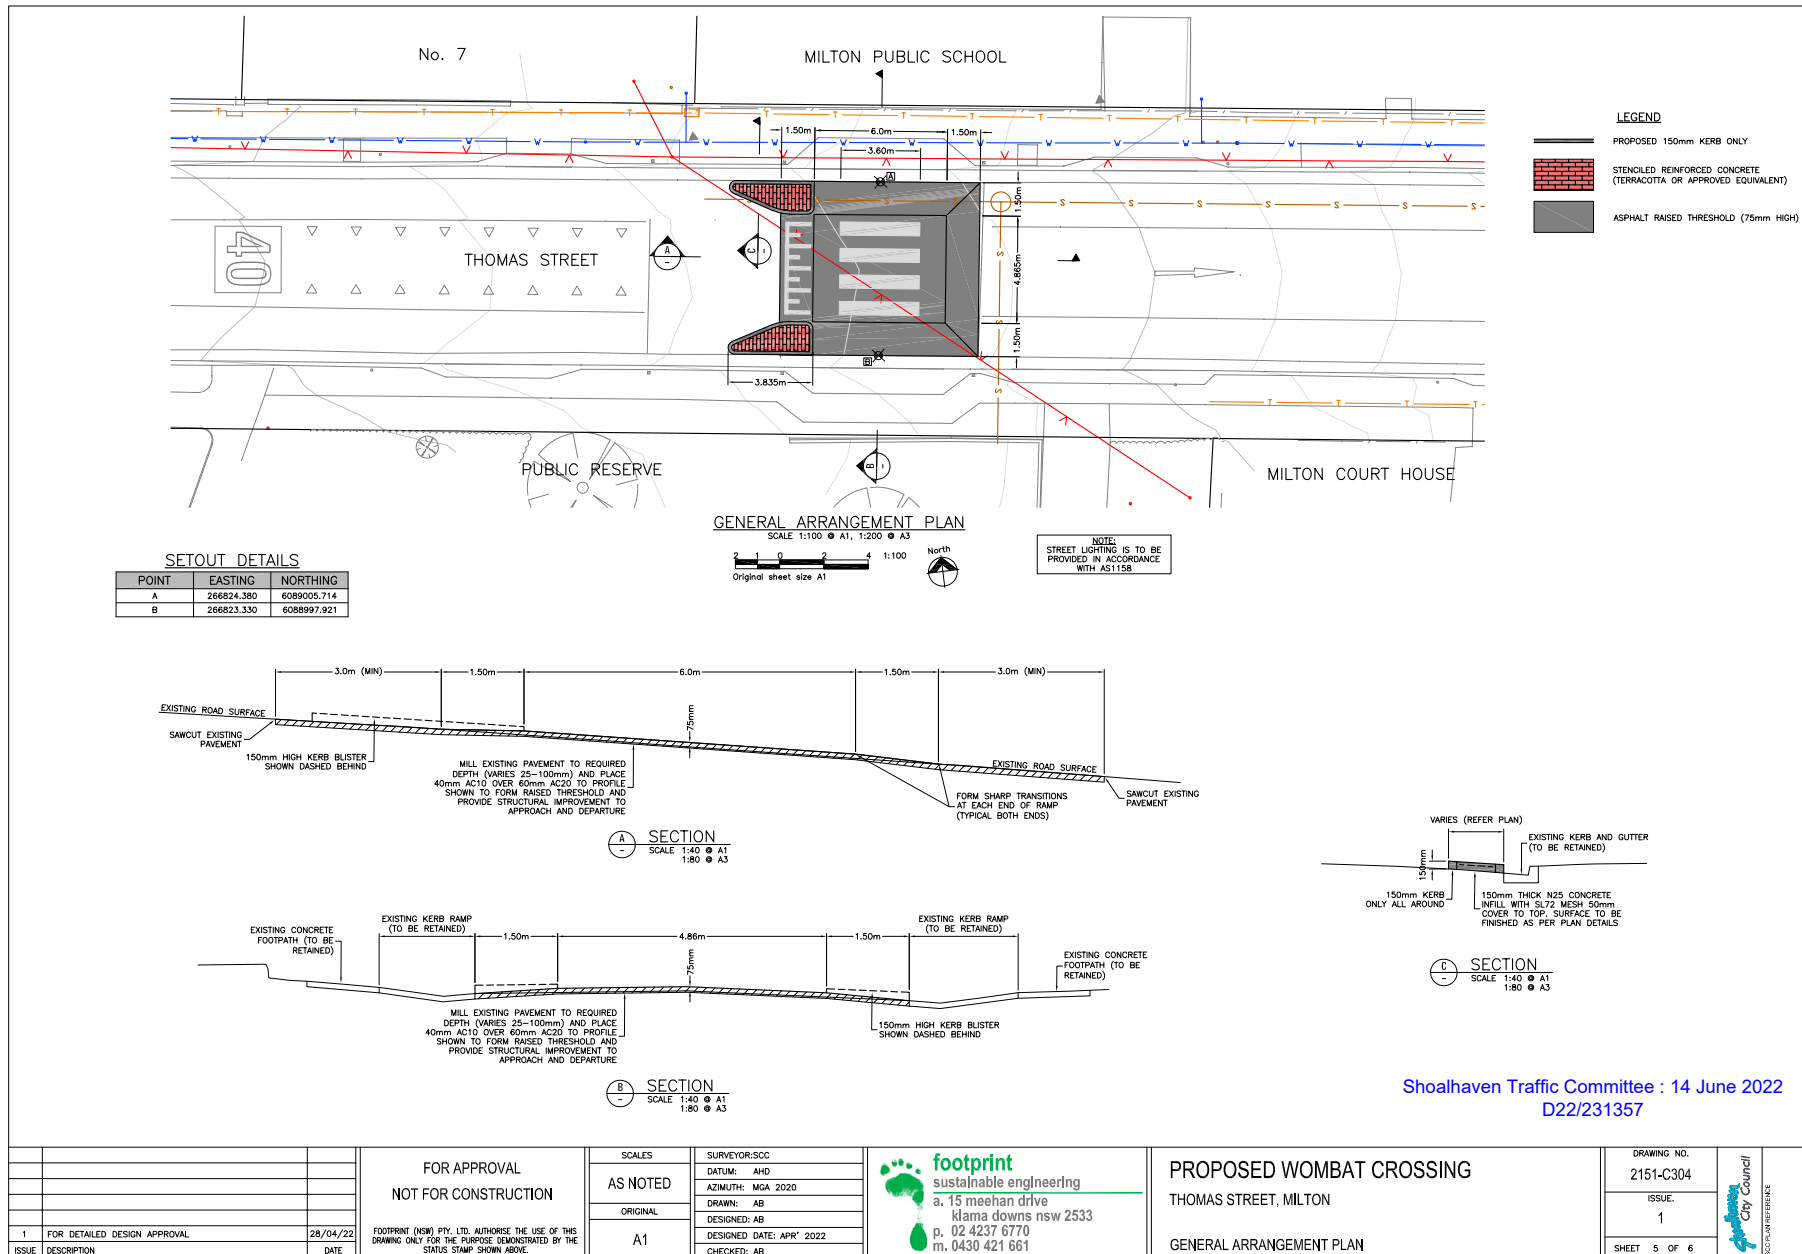 No. 7
MILTON PUBLIC SCHOOL
1.50m
6.0m
1.50m
3.60m
A
1.50m
40
THOMAS STREET
A
-
C
-
4.865m
1.50m
B
3.835m
PUBLIC RESERVE
B
-
MILTON COURT HOUSE
LEGEND
PROPOSED 150mm KERB ONLY
STENCILED REINFORCED CONCRETE
(TERRACOTTA OR APPROVED EQUIVALENT)
ASPHALT RAISED THRESHOLD (75mm HIGH)
GENERAL ARRANGEMENT PLAN
SCALE 1:100 @ A1, 1:200 @ A3
2 1 0 2 4 1:100
Original sheet size A1
North
NOTE:
STREET LIGHTING IS TO BE
PROVIDED IN ACCORDANCE
WITH AS1158
SETOUT DETAILS
POINT EASTING NORTHING
A 266824.380 6089005.714
B 266823.330 6088997.921
3.0m (MIN) 1.50m 6.0m 1.50m 3.0m (MIN)
EXISTING ROAD SURFACE
SAWCUT EXISTING
PAVEMENT
150mm HIGH KERB BLISTER
SHOWN DASHED BEHIND
75mm
MILL EXISTING PAVEMENT TO REQUIRED
DEPTH (VARIES 25-100mm) AND PLACE
40mm AC10 OVER 60mm AC20 TO PROFILE
SHOWN TO FORM RAISED THRESHOLD AND
PROVIDE STRUCTURAL IMPROVEMENT TO
APPROACH AND DEPARTURE
EXISTING ROAD SURFACE
FORM SHARP TRANSITIONS
AT EACH END OF RAMP
(TYPICAL BOTH ENDS)
SAWCUT EXISTING
PAVEMENT
A
-
SECTION
SCALE 1:40 @ A1
1:80 @ A3
VARIES (REFER PLAN)
EXISTING KERB AND GUTTER
(TO BE RETAINED)
150mm
150mm KERB
ONLY ALL AROUND
150mm THICK N25 CONCRETE
INFILL WITH SL72 MESH 50mm
COVER TO TOP. SURFACE TO BE
FINISHED AS PER PLAN DETAILS
C
-
SECTION
SCALE 1:40 @ A1
1:80 @ A3
EXISTING CONCRETE
FOOTPATH (TO BE
RETAINED)
EXISTING KERB RAMP
(TO BE RETAINED)
1.50m 4.86m 1.50m
75mm
EXISTING KERB RAMP
(TO BE RETAINED)
EXISTING CONCRETE
FOOTPATH (TO BE
RETAINED)
MILL EXISTING PAVEMENT TO REQUIRED
DEPTH (VARIES 25-100mm) AND PLACE
40mm AC10 OVER 60mm AC20 TO PROFILE
SHOWN TO FORM RAISED THRESHOLD AND
PROVIDE STRUCTURAL IMPROVEMENT TO
APPROACH AND DEPARTURE
150mm HIGH KERB BLISTER
SHOWN DASHED BEHIND
B
-
SECTION
SCALE 1:40 @ A1
1:80 @ A3
Shoalhaven Traffic Committee : 14 June 2022
D22/231357
1 FOR DETAILED DESIGN APPROVAL 28/04/22
ISSUE DESCRIPTION DATE
FOR APPROVAL
NOT FOR CONSTRUCTION
FOOTPRINT (NSW) PTY. LTD. AUTHORISE THE USE OF THIS
DRAWING ONLY FOR THE PURPOSE DEMONSTRATED BY THE
STATUS STAMP SHOWN ABOVE.
SCALES
AS NOTED
ORIGINAL
A1
SURVEYOR:SCC
DATUM: AHD
AZIMUTH: MGA 2020
DRAWN: AB
DESIGNED: AB
DESIGNED DATE: APR' 2022
CHECKED: AB
footprint
sustainable engineering
a. 15 meehan drive
kiama downs nsw 2533
p. 02 4237 6770
m. 0430 421 661
PROPOSED WOMBAT CROSSING
THOMAS STREET, MILTON
GENERAL ARRANGEMENT PLAN
DRAWING NO.
2151-C304
ISSUE.
1
SHEET 5 OF 6
Shoalhaven
City Council
SCC PLAN REFERENCE